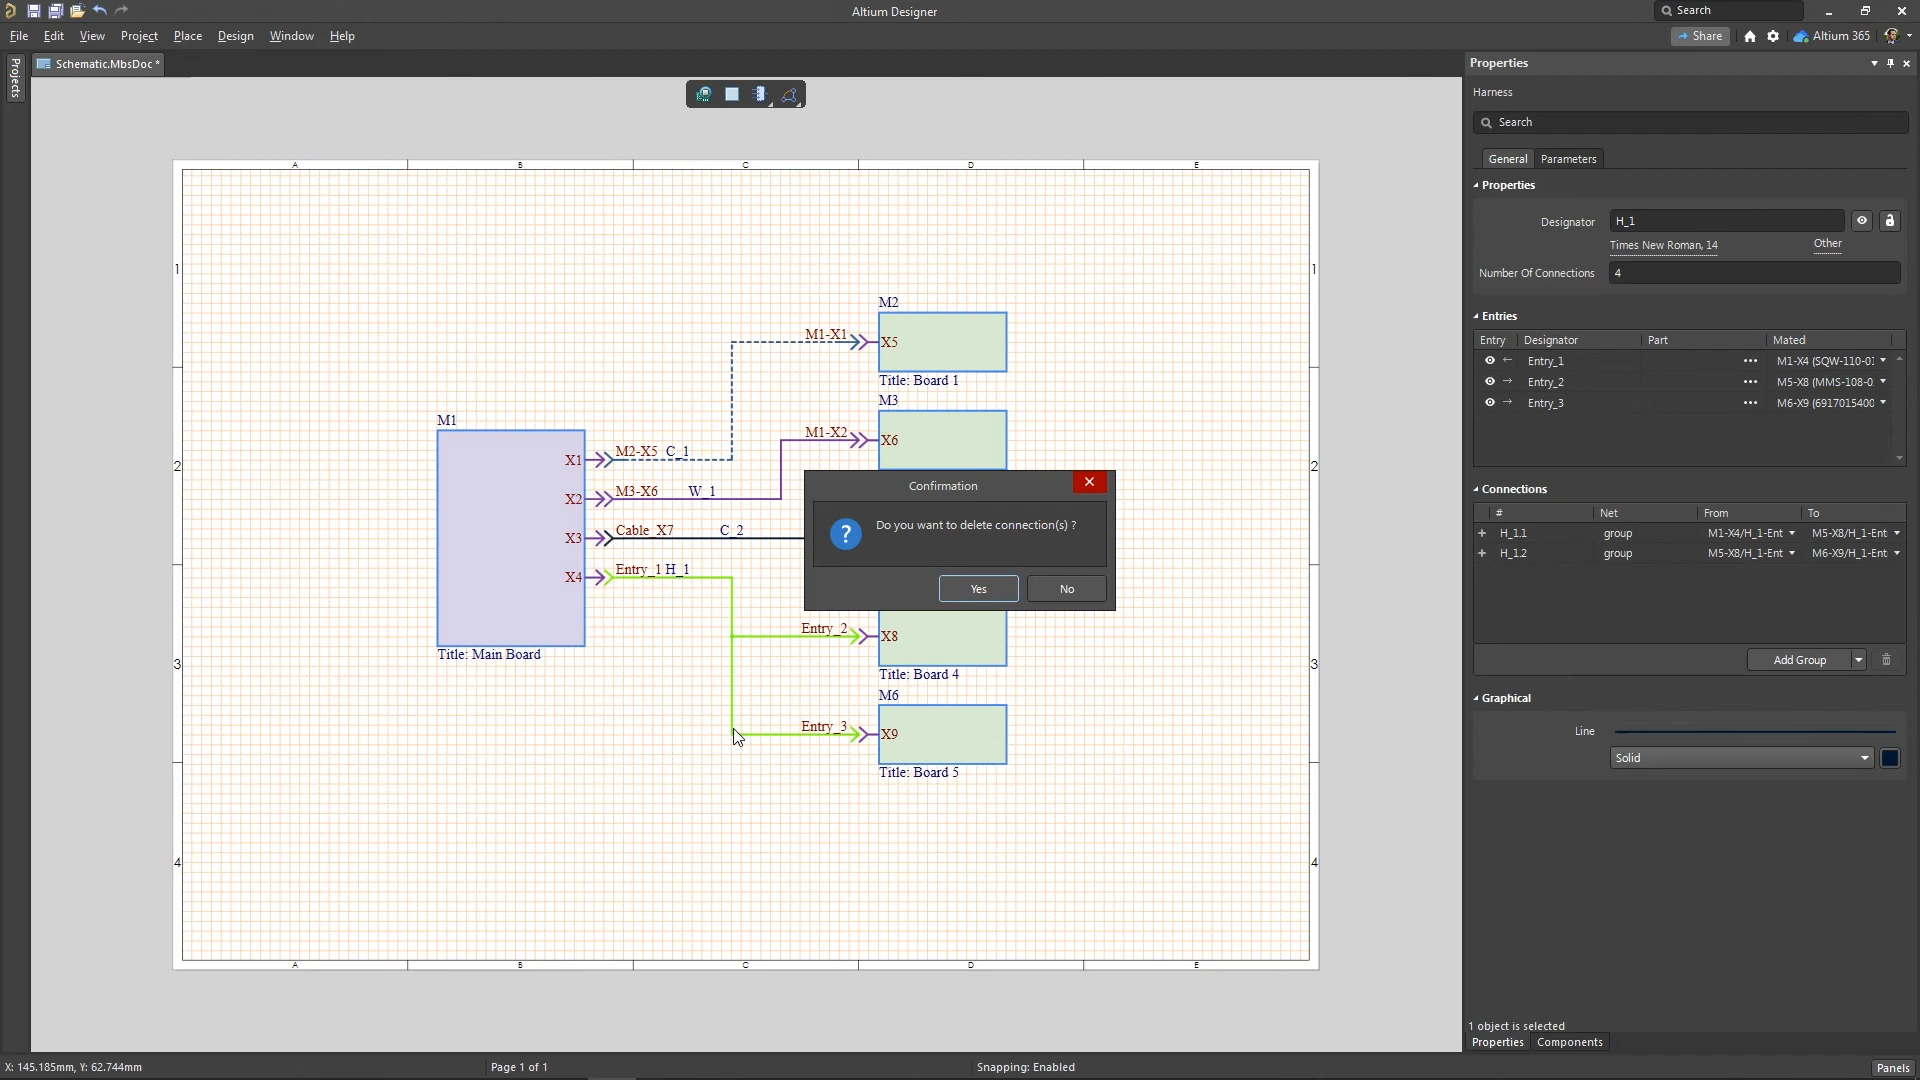 Altium Designer
Search
File Edit View Project Place Design Window Help
Share
Altium 365
Projects
Schematic.MbsDoc *
A B C D E
1 1
2 2
3 3
4 4
A B C D E
M1
X1
X2
X3
X4
Title: Main Board
M2-X5 C_1
M3-X6 W_1
Cable_X7 C_2
Entry_1 H_1
M2
M1-X1
X5
Title: Board 1
M3
M1-X2
X6
Entry_2
X8
Title: Board 4
M6
Entry_3
X9
Title: Board 5
Confirmation
?
Do you want to delete connection(s) ?
Yes No
Properties
Harness
Search
General Parameters
Properties
Designator H_1
Times New Roman, 14 Other
Number Of Connections 4
Entries
Entry Designator Part Mated
Entry_1 ••• M1-X4 (SQW-110-01
Entry_2 ••• M5-X8 (MMS-108-0
Entry_3 ••• M6-X9 (6917015400
Connections
# Net From To
H_1.1 group M1-X4/H_1-Ent M5-X8/H_1-Ent
H_1.2 group M5-X8/H_1-Ent M6-X9/H_1-Ent
Add Group
Graphical
Line
Solid
1 object is selected
Properties Components
X: 145.185mm, Y: 62.744mm
Page 1 of 1
Snapping: Enabled
Panels